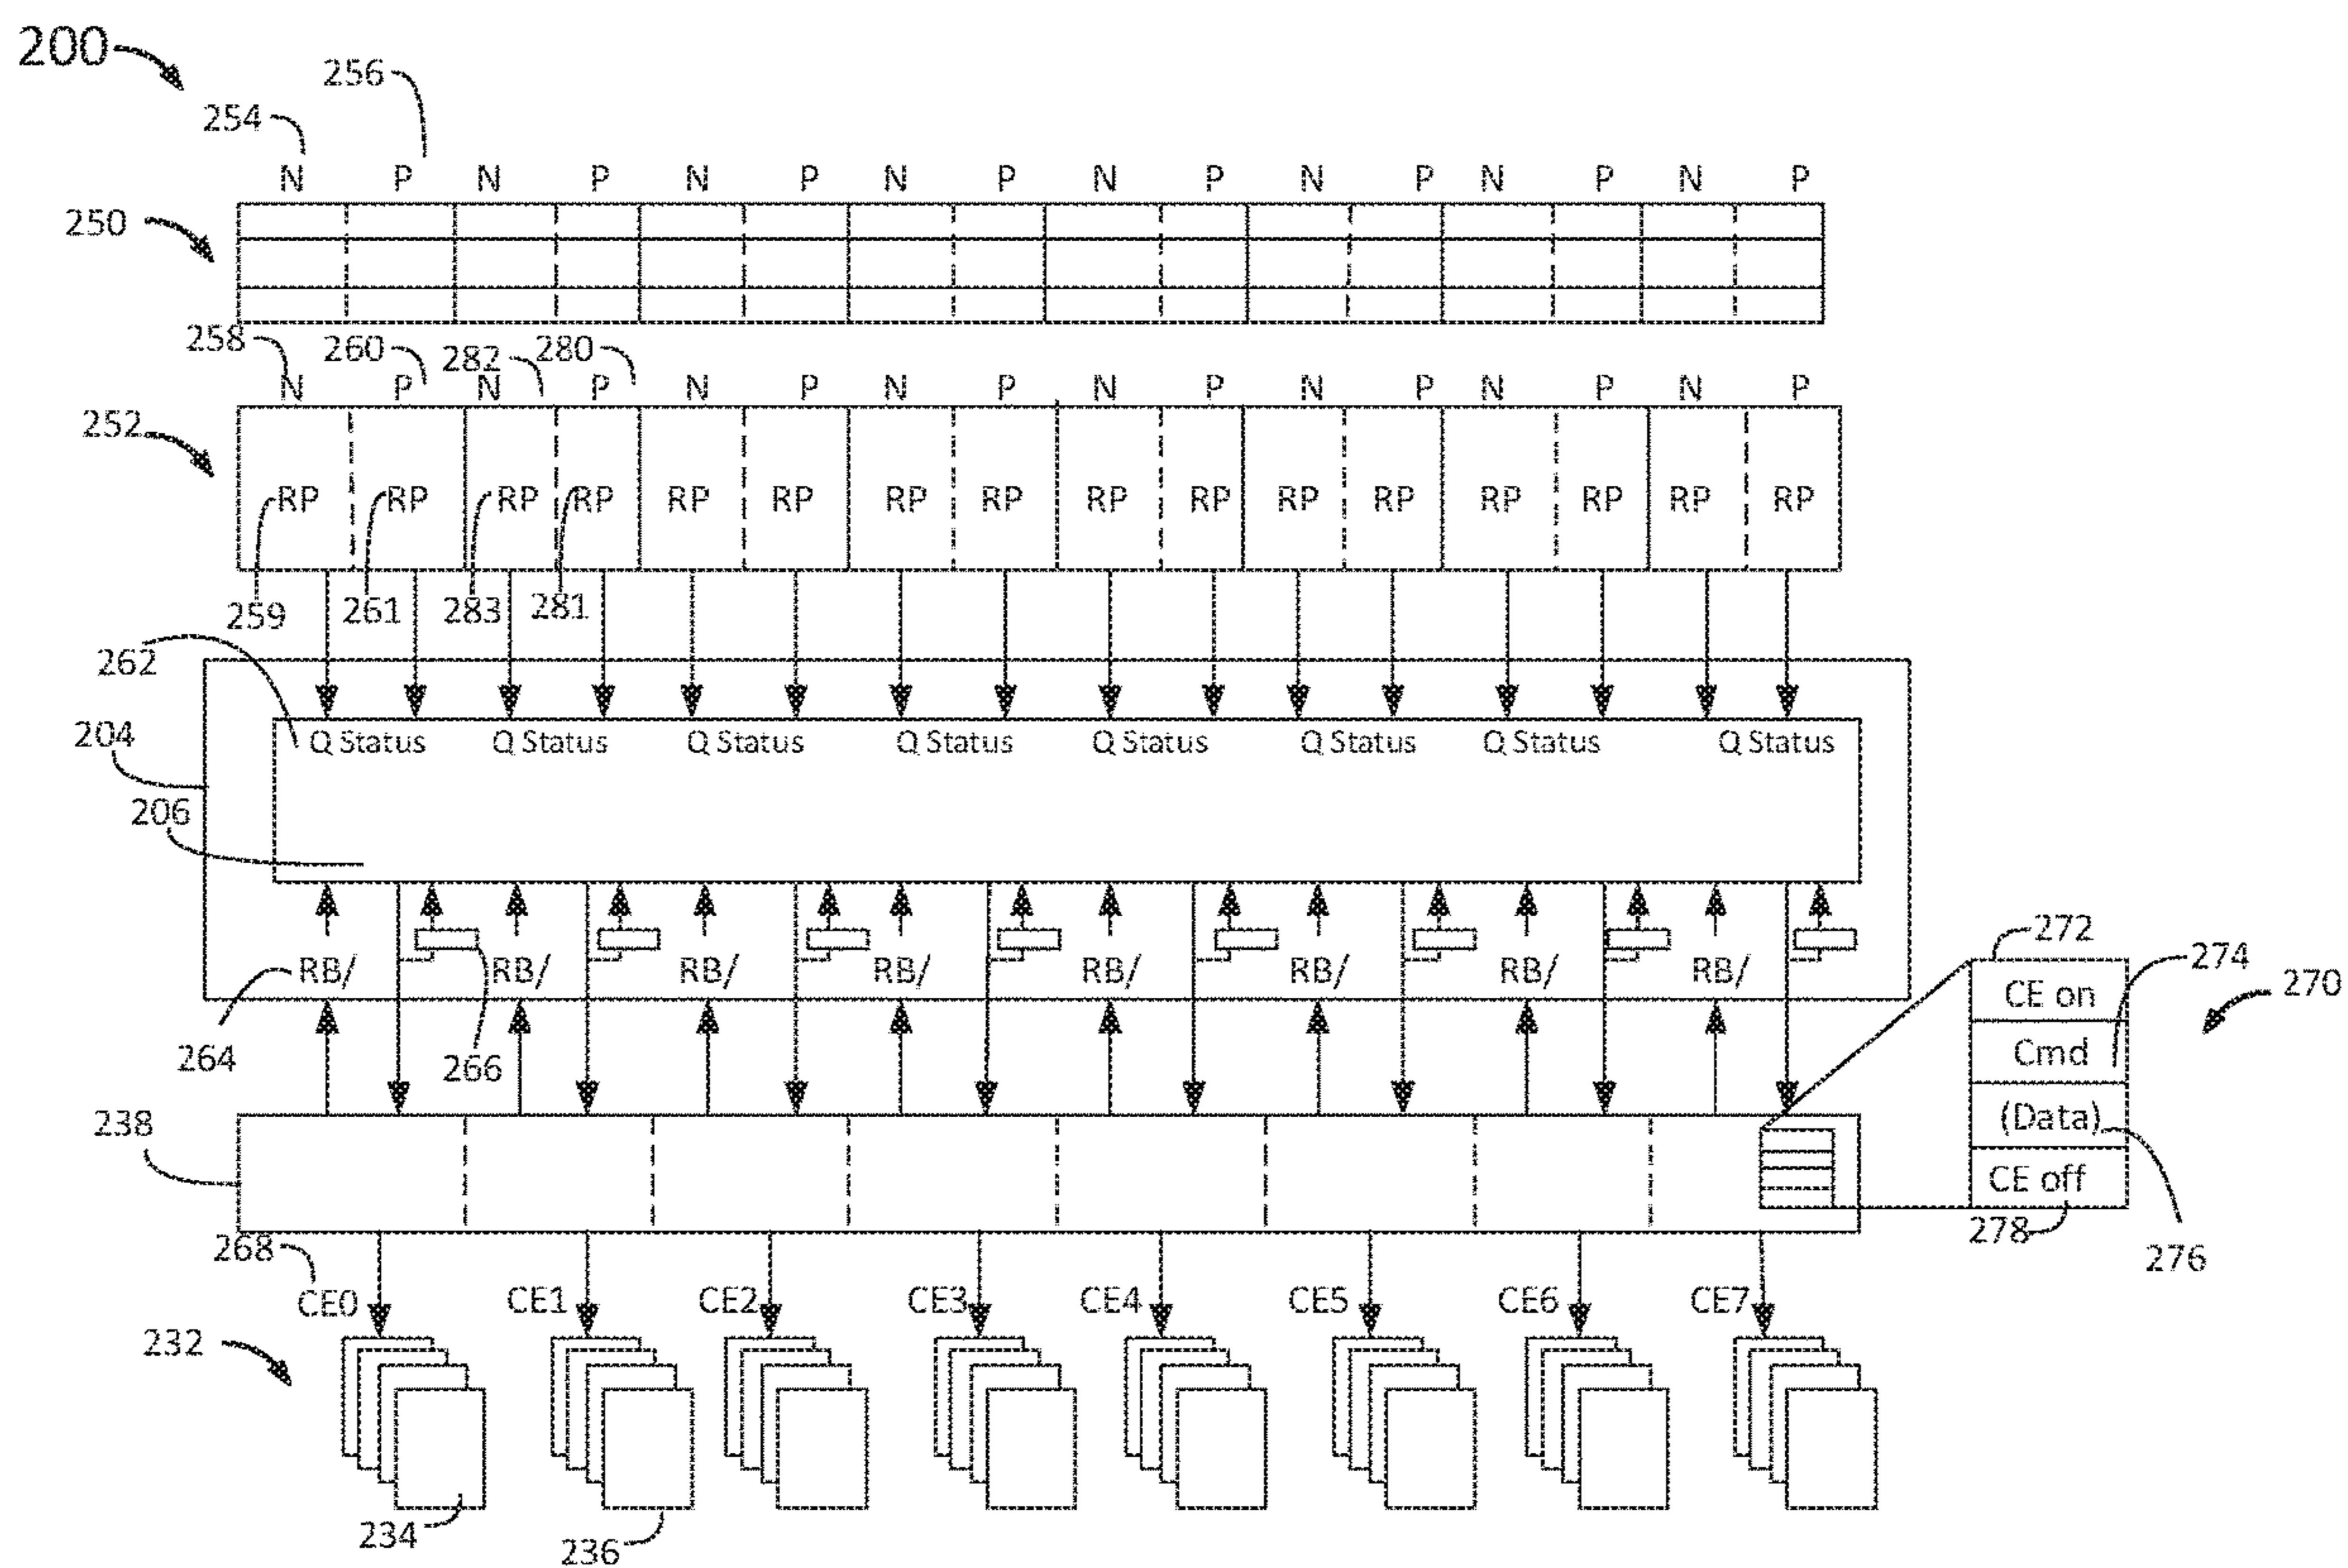 200
256
254
N P N P N P N P N P N P N P N P
250
258 260 282 280
N P N P N P N P N P N P N P N P
252
RP RP RP RP RP RP RP RP RP RP RP RP RP RP RP RP
259 261 283 281
262
Q Status Q Status Q Status Q Status Q Status Q Status Q Status Q Status
204
206
272
274
RB/ RB/ RB/ RB/ RB/ RB/ RB/ RB/
CE on
270
264 266
Cmd
(Data)
238
CE off
278
268
276
CE0 CE1 CE2 CE3 CE4 CE5 CE6 CE7
232
234
236